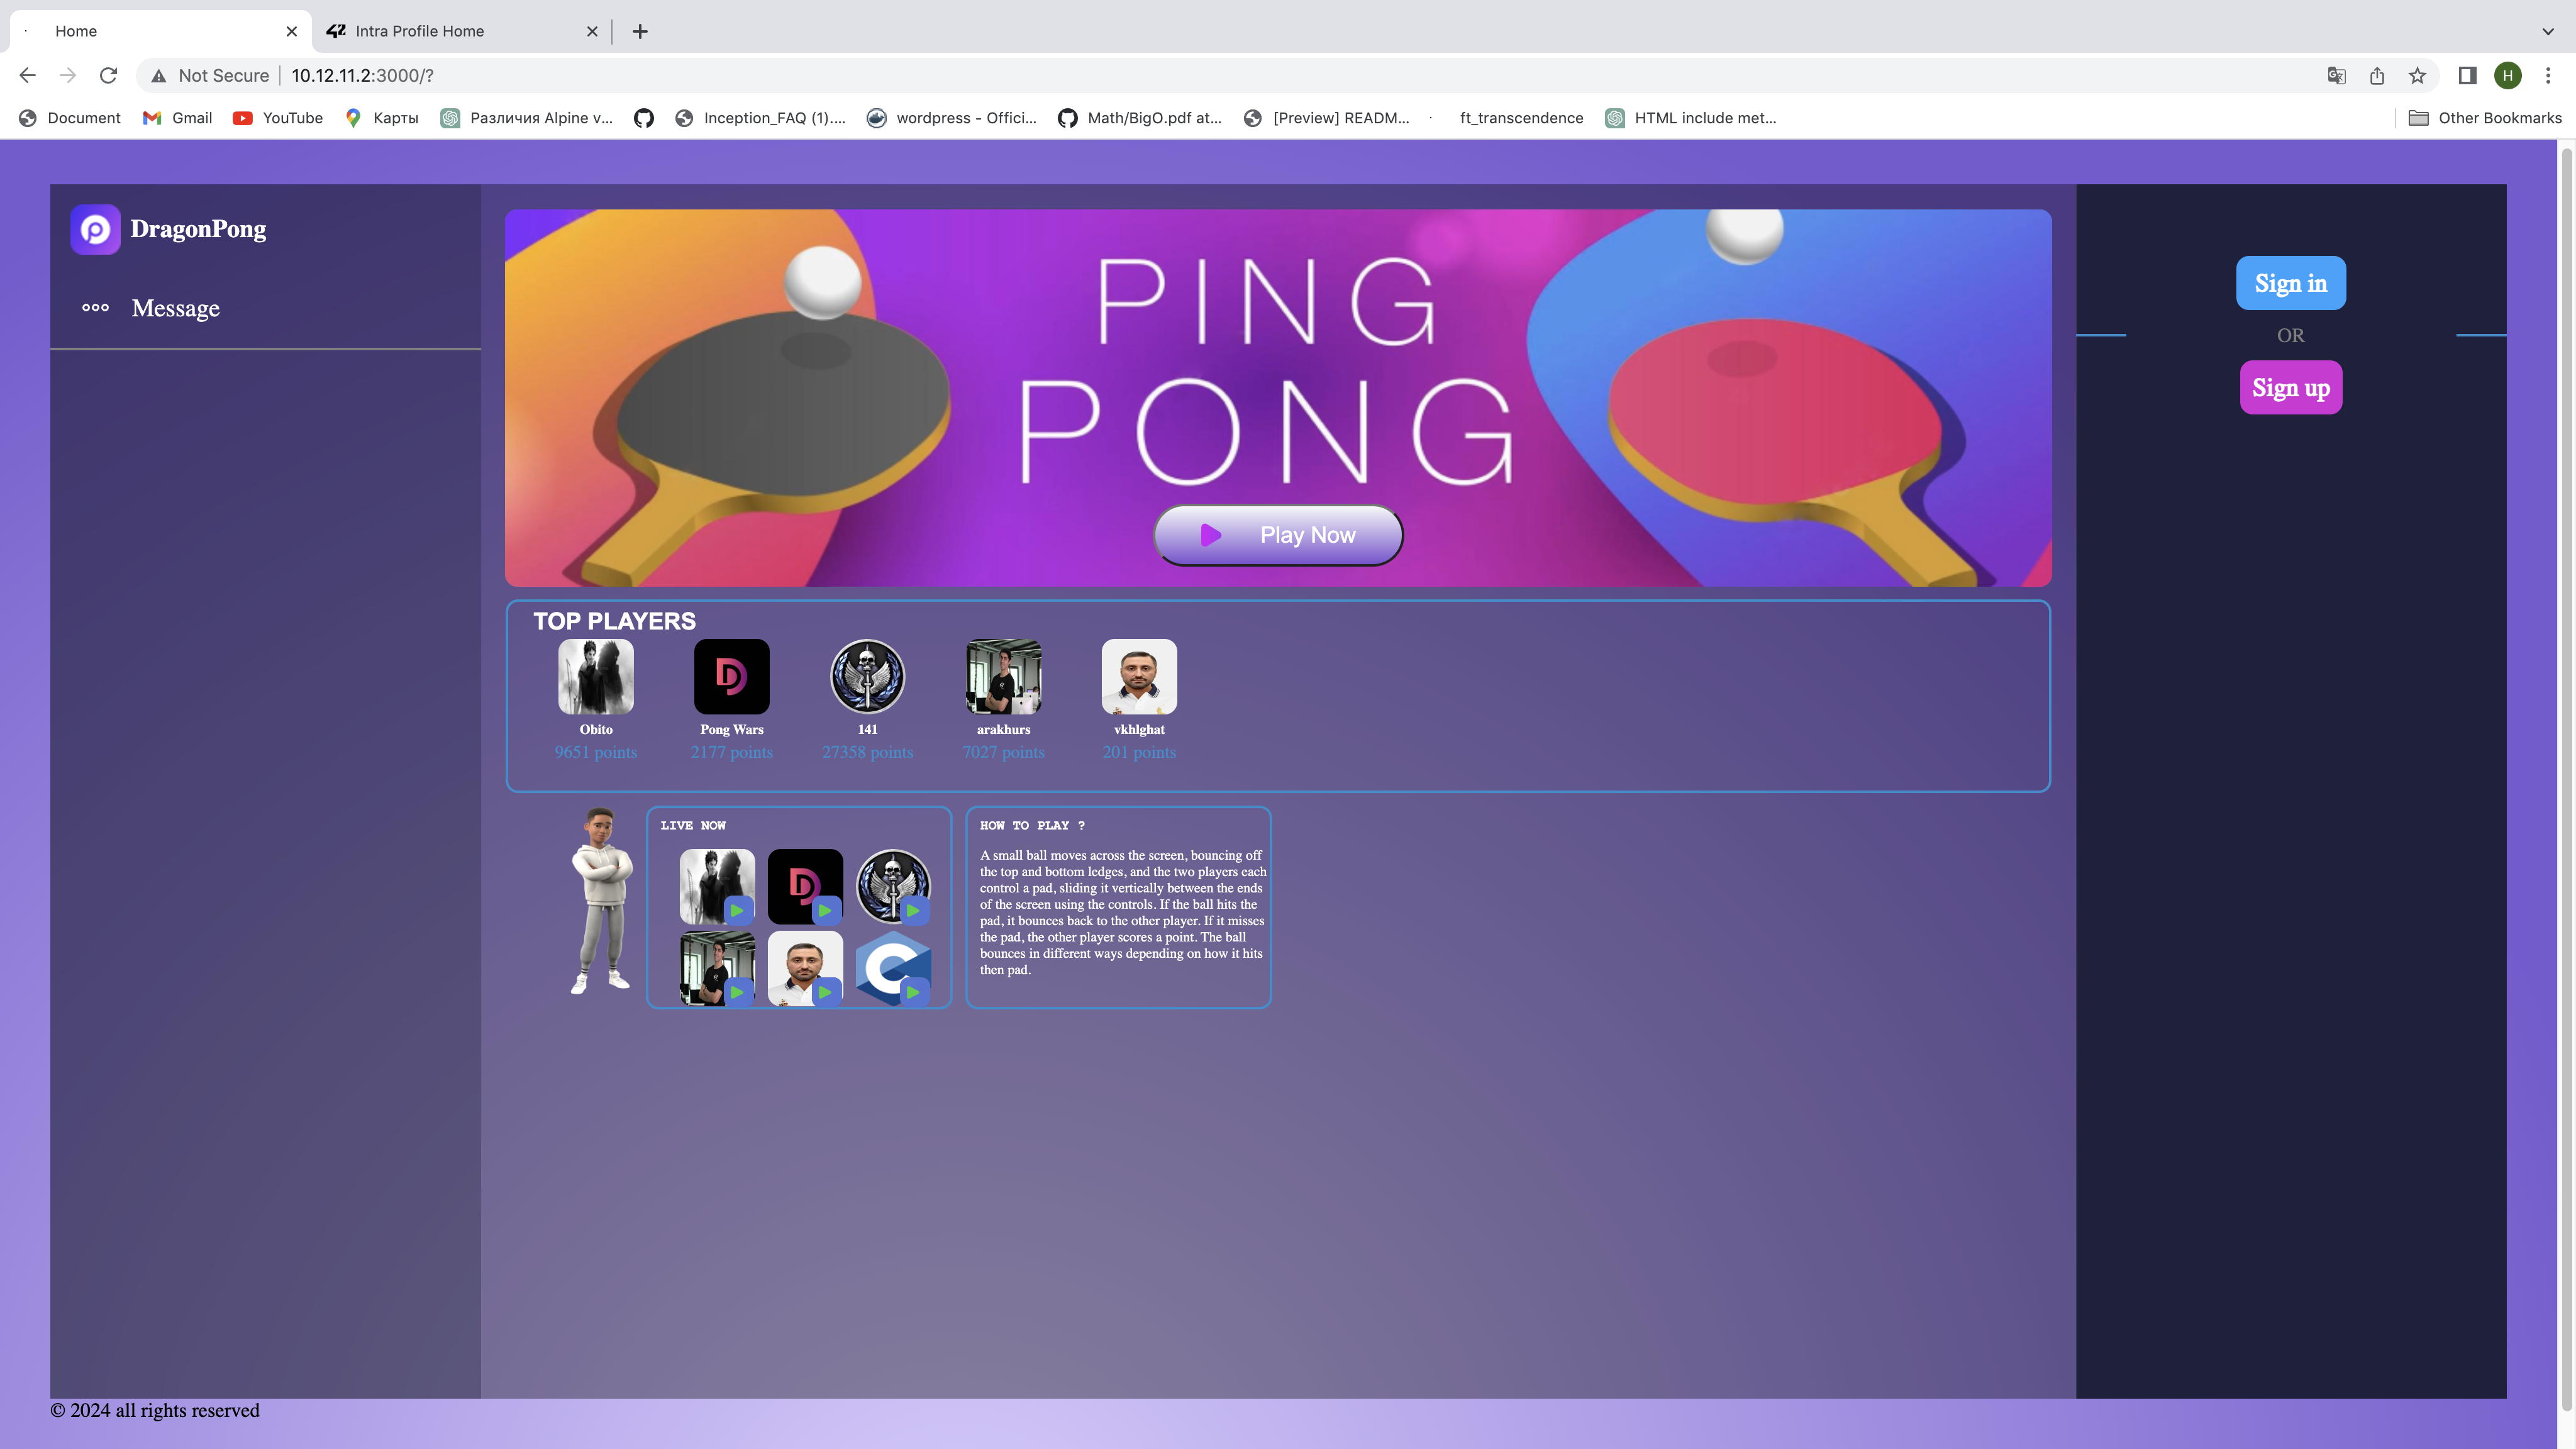 Home
Intra Profile Home
Not Secure
10.12.11.2:3000/?
H
Document
Gmail
YouTube
Карты
Различия Alpine v...
Inception_FAQ (1)....
wordpress - Offici...
Math/BigO.pdf at...
[Preview] READM...
ft_transcendence
HTML include met...
Other Bookmarks
DragonPong
Message
PING
PONG
Play Now
Sign in
OR
Sign up
TOP PLAYERS
Obito
Pong Wars
141
arakhurs
vkhlghat
9651 points
2177 points
27358 points
7027 points
201 points
LIVE NOW
HOW TO PLAY ?
A small ball moves across the screen, bouncing off
the top and bottom ledges, and the two players each
control a pad, sliding it vertically between the ends
of the screen using the controls. If the ball hits the
pad, it bounces back to the other player. If it misses
the pad, the other player scores a point. The ball
bounces in different ways depending on how it hits
then pad.
© 2024 all rights reserved